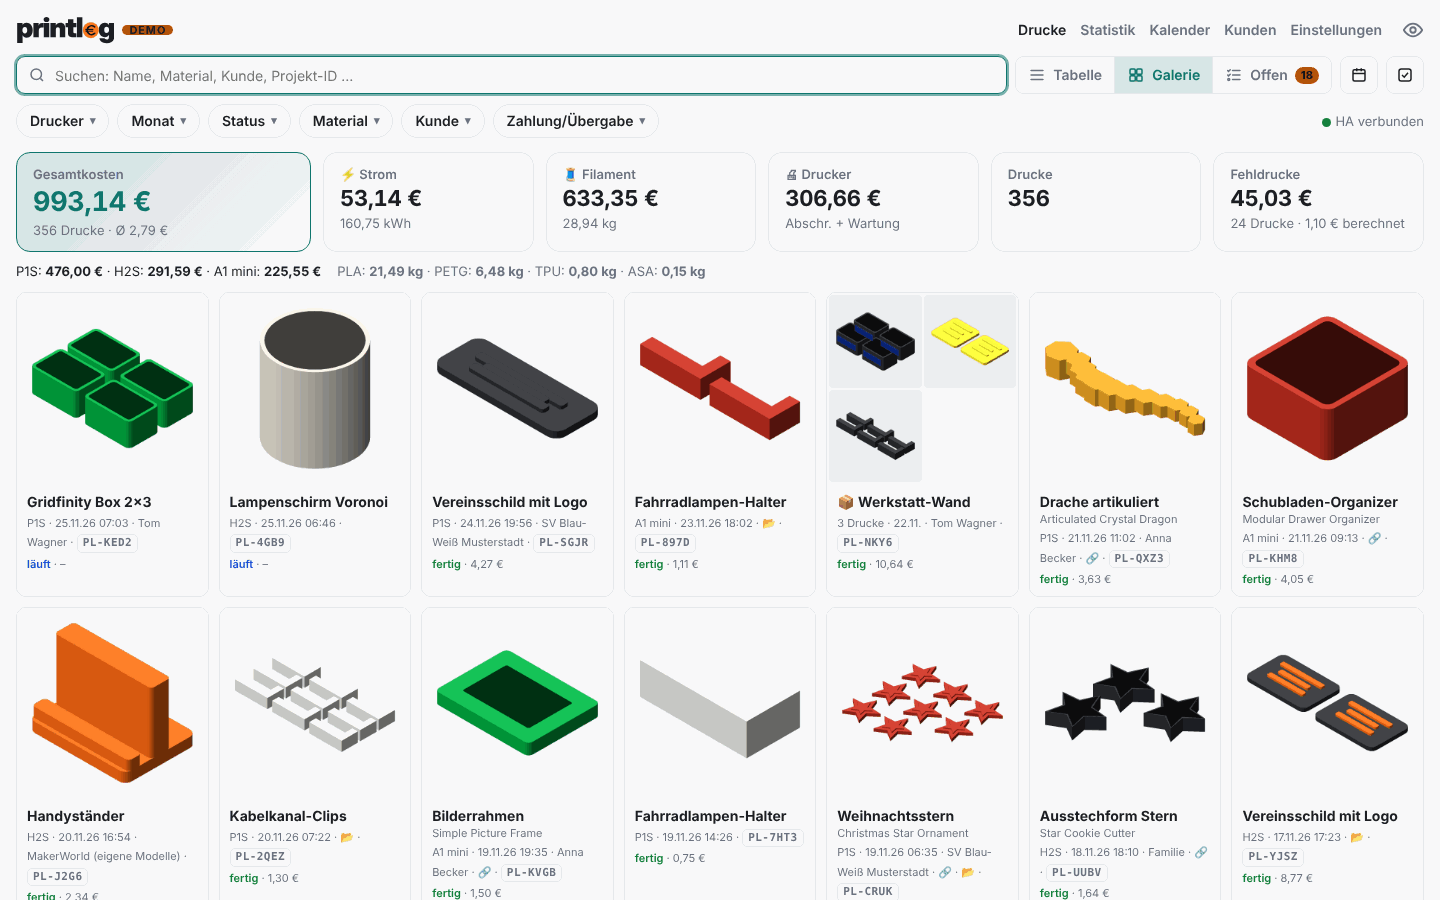 printl€g DEMO
Drucke Statistik Kalender Kunden Einstellungen
Suchen: Name, Material, Kunde, Projekt-ID ...
Tabelle Galerie Offen 18
Drucker ▾ Monat ▾ Status ▾ Material ▾ Kunde ▾ Zahlung/Übergabe ▾
HA verbunden
Gesamtkosten
993,14 €
356 Drucke · Ø 2,79 €
⚡ Strom
53,14 €
160,75 kWh
🧵 Filament
633,35 €
28,94 kg
🖨 Drucker
306,66 €
Abschr. + Wartung
Drucke
356
Fehldrucke
45,03 €
24 Drucke · 1,10 € berechnet
P1S: 476,00 € · H2S: 291,59 € · A1 mini: 225,55 € PLA: 21,49 kg · PETG: 6,48 kg · TPU: 0,80 kg · ASA: 0,15 kg
Gridfinity Box 2×3
P1S · 25.11.26 07:03 · Tom
Wagner · PL-KED2
läuft · –
Lampenschirm Voronoi
H2S · 25.11.26 06:46 ·
PL-4GB9
läuft · –
Vereinsschild mit Logo
P1S · 24.11.26 19:56 · SV Blau-
Weiß Musterstadt · PL-SGJR
fertig · 4,27 €
Fahrradlampen-Halter
A1 mini · 23.11.26 18:02 · 📂 ·
PL-897D
fertig · 1,11 €
📦 Werkstatt-Wand
3 Drucke · 22.11. · Tom Wagner ·
PL-NKY6
fertig · 10,64 €
Drache artikuliert
Articulated Crystal Dragon
P1S · 21.11.26 11:02 · Anna
Becker · 🔗 · PL-QXZ3
fertig · 3,63 €
Schubladen-Organizer
Modular Drawer Organizer
A1 mini · 21.11.26 09:13 · 🔗 ·
PL-KHM8
fertig · 4,05 €
Handyständer
H2S · 20.11.26 16:54 ·
MakerWorld (eigene Modelle) ·
PL-J2G6
fertig · 2,34 €
Kabelkanal-Clips
P1S · 20.11.26 07:22 · 📂 ·
PL-2QEZ
fertig · 1,30 €
Bilderrahmen
Simple Picture Frame
A1 mini · 19.11.26 19:35 · Anna
Becker · 🔗 · PL-KVGB
fertig · 1,50 €
Fahrradlampen-Halter
P1S · 19.11.26 14:26 · PL-7HT3
fertig · 0,75 €
Weihnachtsstern
Christmas Star Ornament
P1S · 19.11.26 06:35 · SV Blau-
Weiß Musterstadt · 🔗 · 📂 ·
PL-CRUK
Ausstechform Stern
Star Cookie Cutter
H2S · 18.11.26 18:10 · Familie · 🔗
· PL-UUBV
fertig · 1,64 €
Vereinsschild mit Logo
H2S · 17.11.26 17:23 · 📂 ·
PL-YJSZ
fertig · 8,77 €